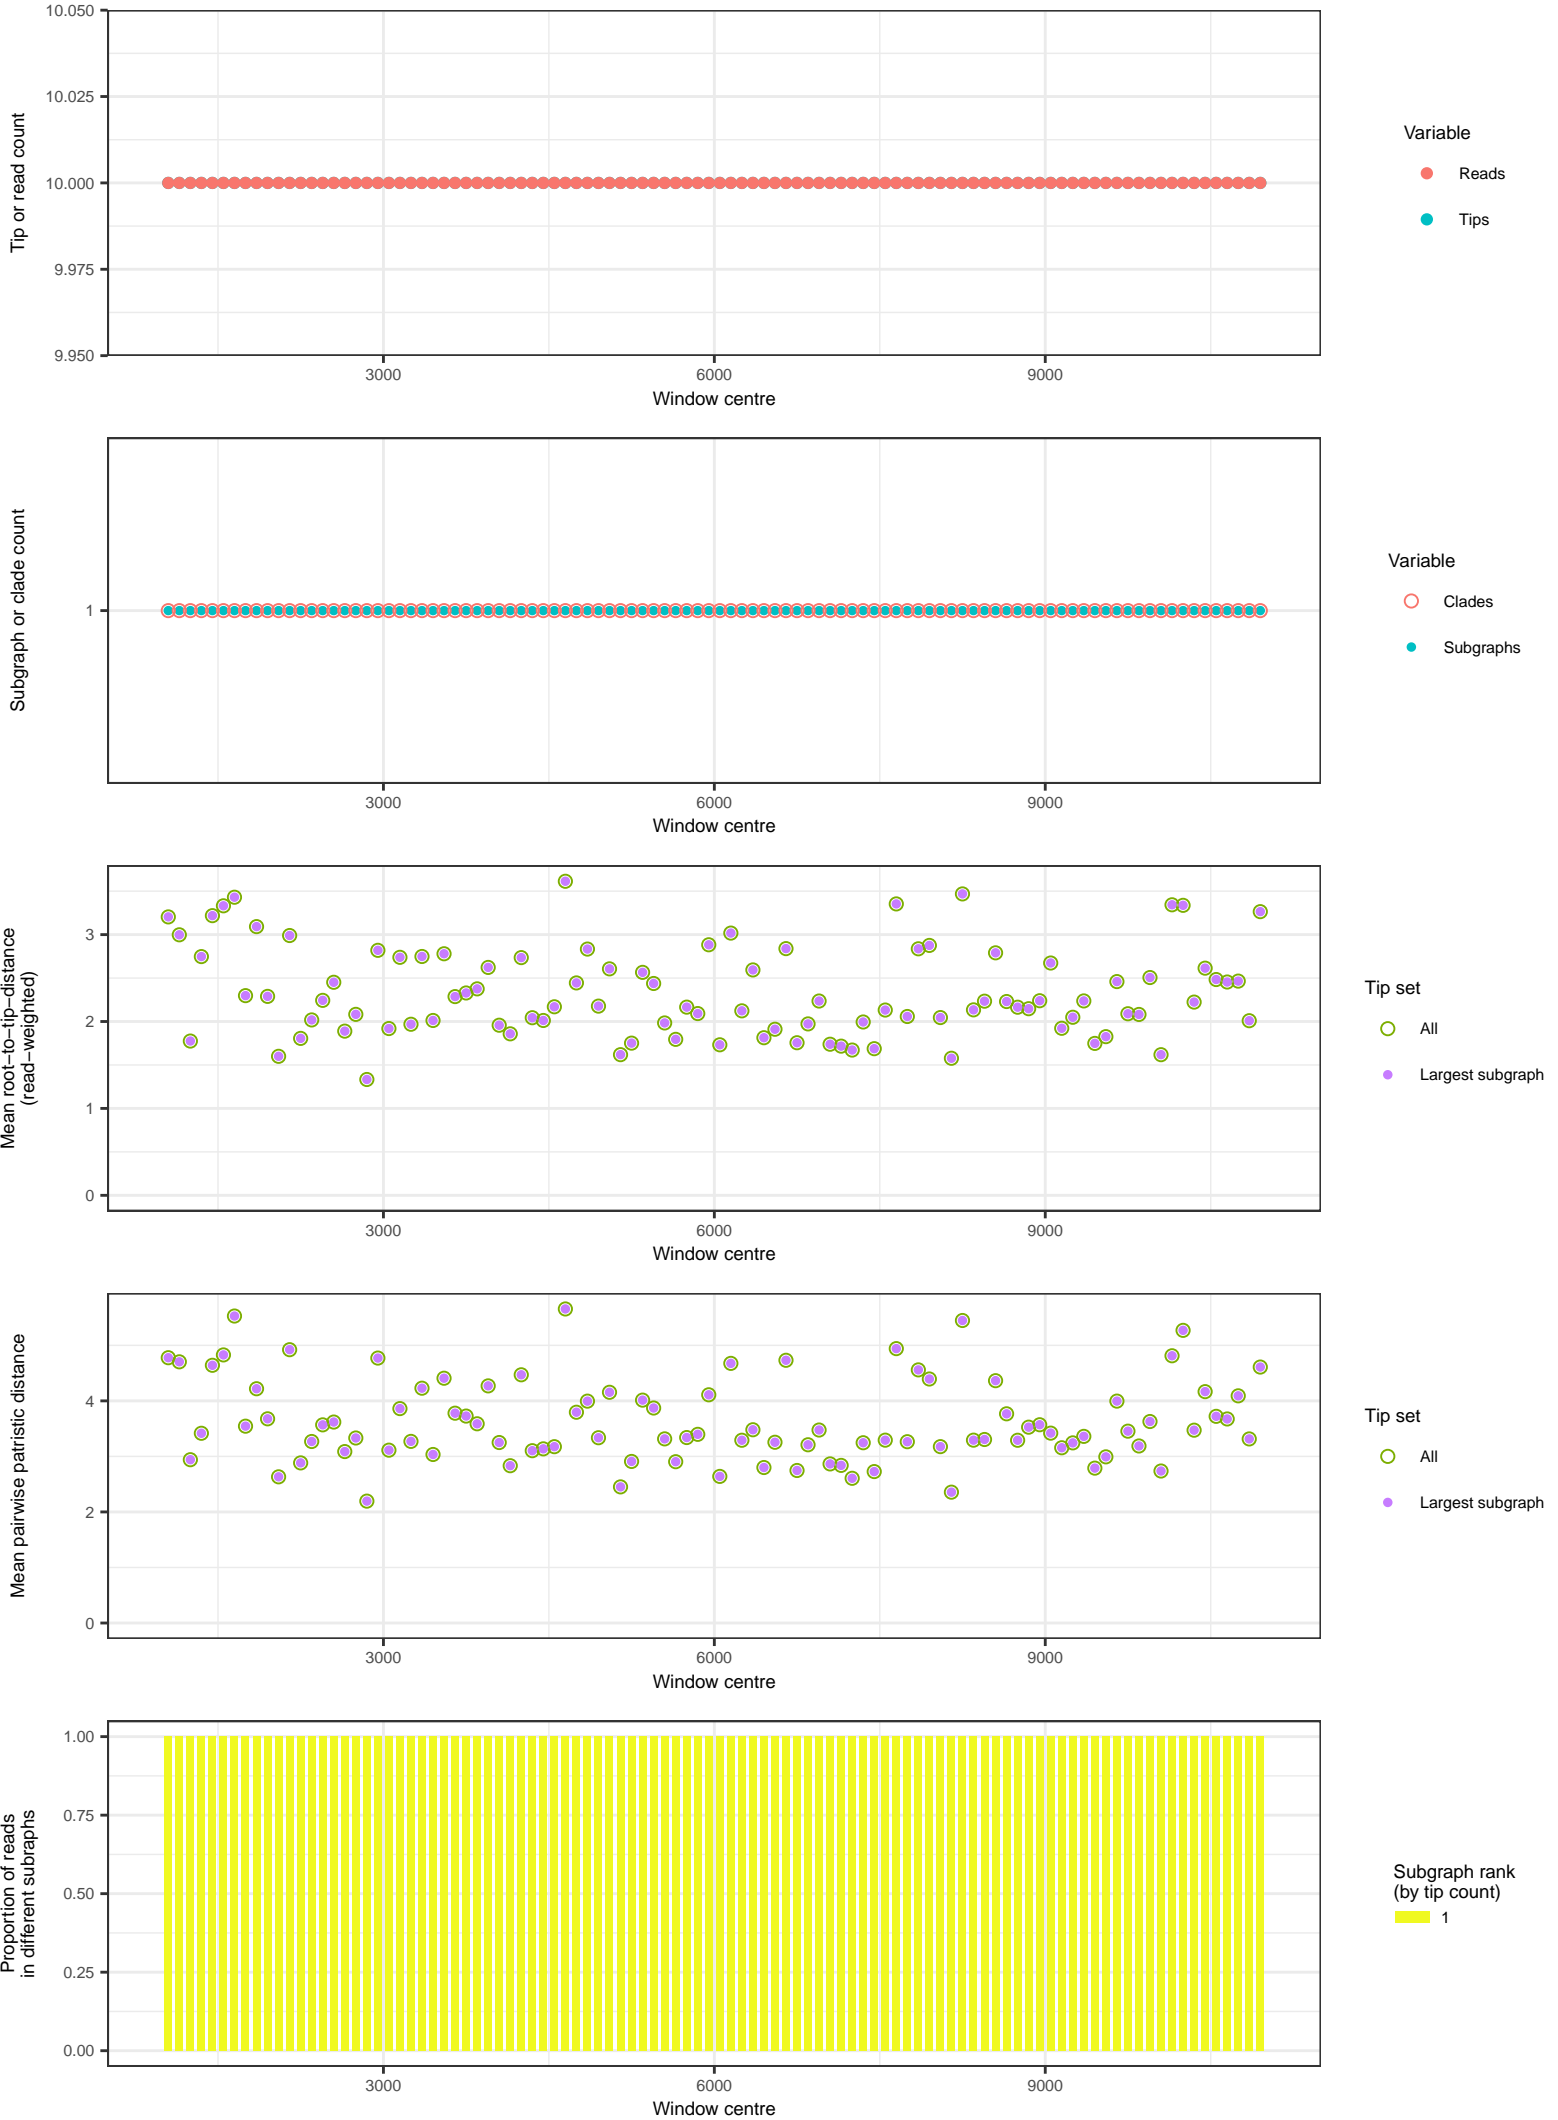 10.050
10.025
10.000
9.975
9.950
Tip or read count
3000
6000
9000
Window centre
Variable
Reads
Tips
1
Subgraph or clade count
3000
6000
9000
Window centre
Variable
Clades
Subgraphs
3
2
1
0
Mean root−to−tip−distance
(read−weighted)
3000
6000
9000
Window centre
Tip set
All
Largest subgraph
4
2
0
Mean pairwise patristic distance
3000
6000
9000
Window centre
Tip set
All
Largest subgraph
1.00
0.75
0.50
0.25
0.00
Proportion of reads
in different subraphs
3000
6000
9000
Window centre
Subgraph rank
(by tip count)
1